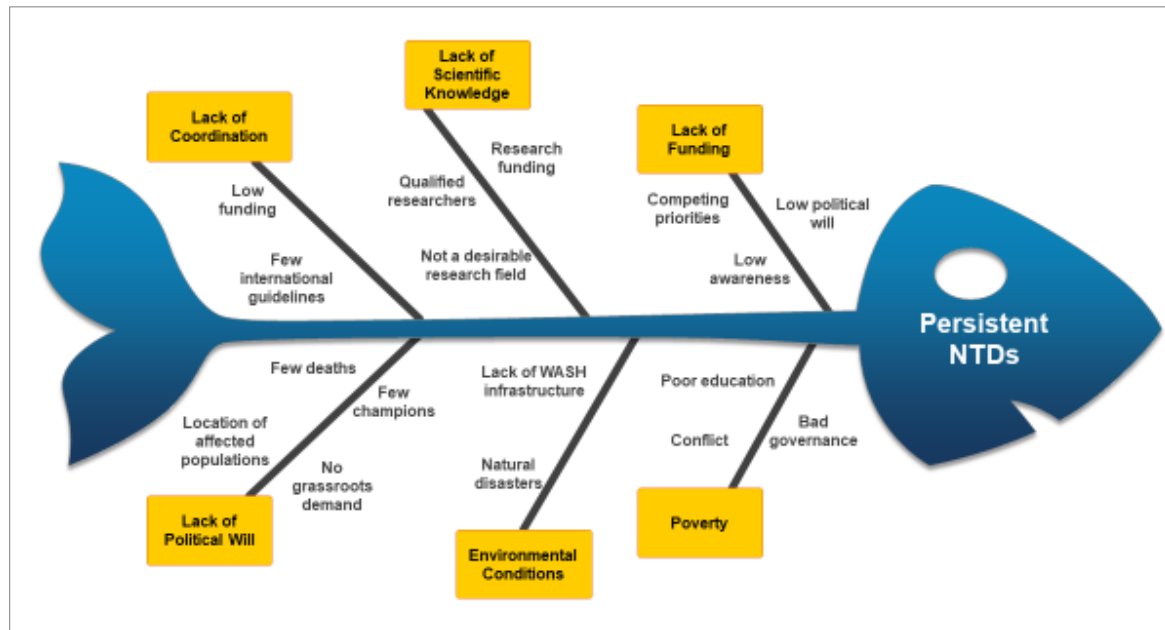 Lack of
Coordination
Low
funding
Few
international
guidelines
Lack of
Scientific
Knowledge
Research
funding
Qualified
researchers
Not a desirable
research field
Lack of
Funding
Competing
priorities
Low political
will
Low
awareness
Persistent
NTDs
Few deaths
Few
champions
Location of
affected
populations
No
grassroots
demand
Lack of
Political Will
Lack of WASH
infrastructure
Natural
disasters
Environmental
Conditions
Poor education
Bad
governance
Conflict
Poverty